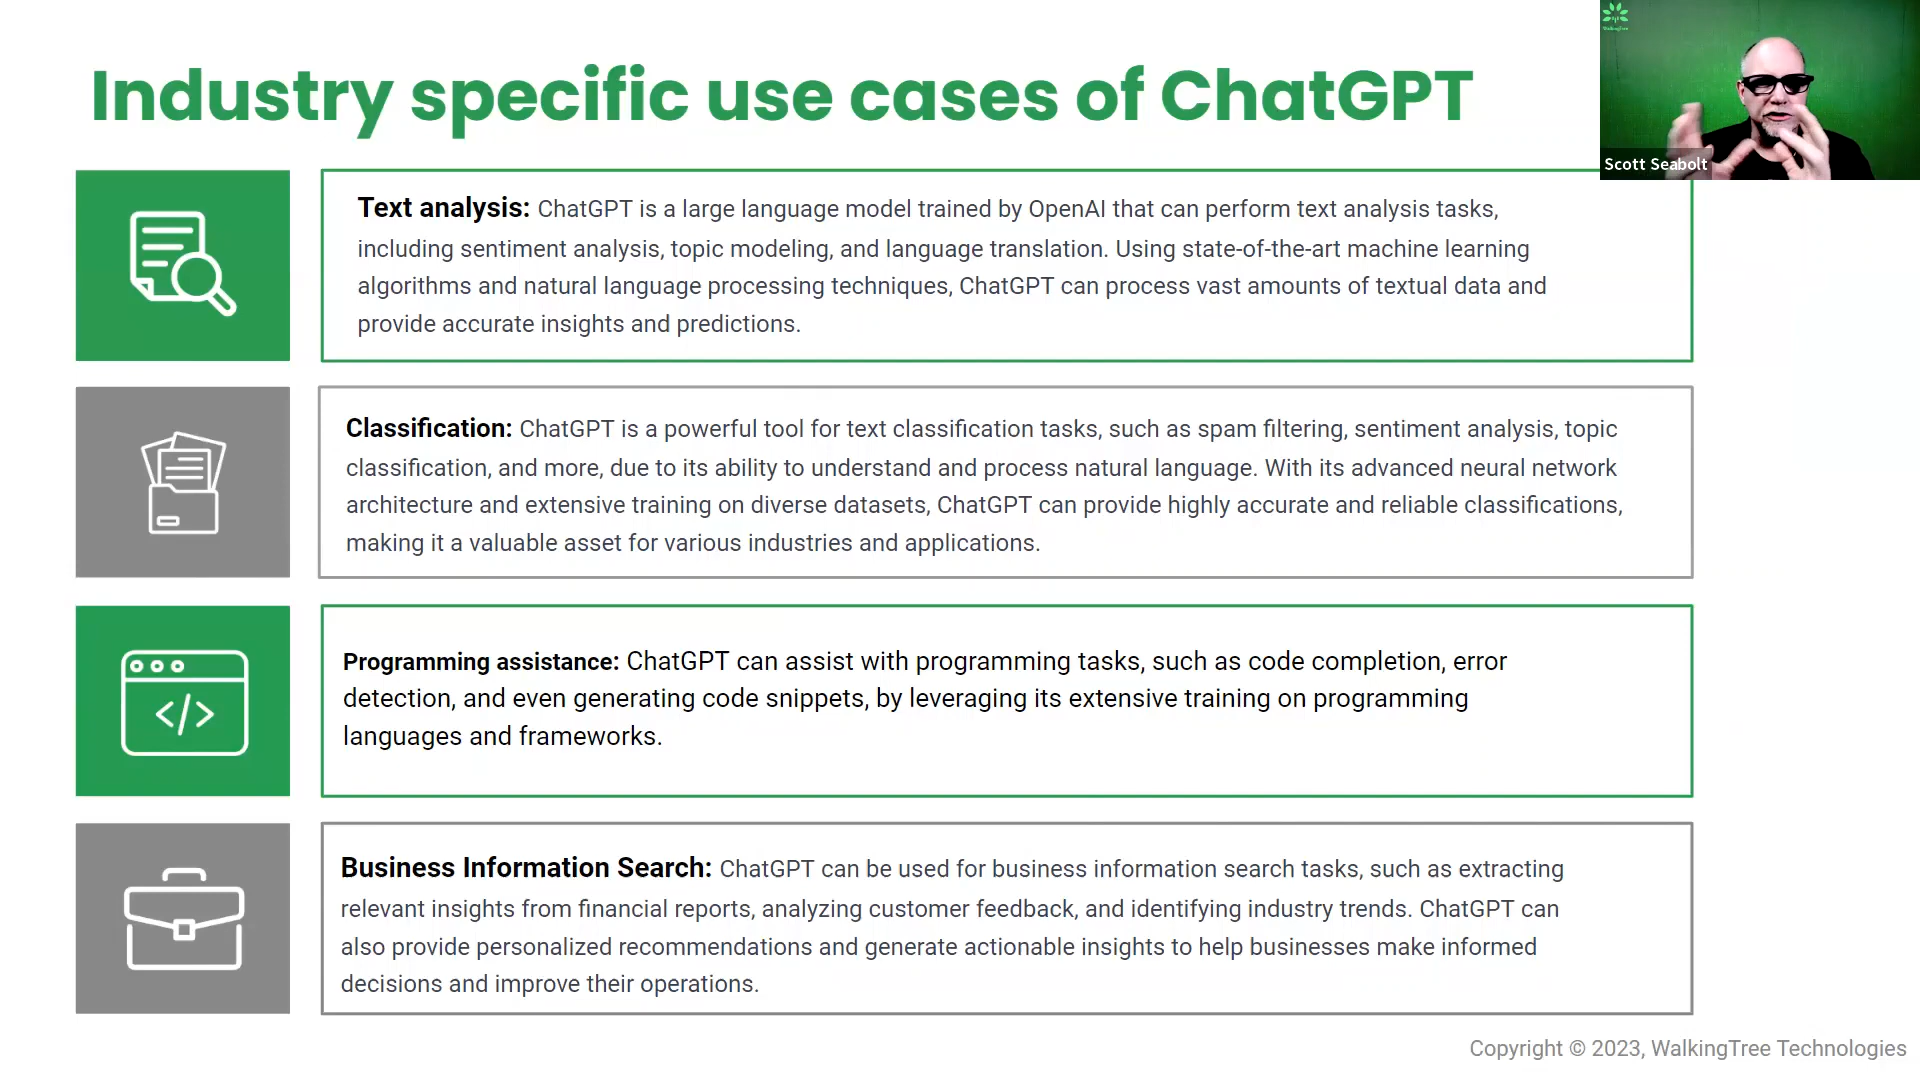 Industry specific use cases of ChatGPT
WalkingTree
Scott Seabolt
Text analysis: ChatGPT is a large language model trained by OpenAI that can perform text analysis tasks,
including sentiment analysis, topic modeling, and language translation. Using state-of-the-art machine learning
algorithms and natural language processing techniques, ChatGPT can process vast amounts of textual data and
provide accurate insights and predictions.
Classification: ChatGPT is a powerful tool for text classification tasks, such as spam filtering, sentiment analysis, topic
classification, and more, due to its ability to understand and process natural language. With its advanced neural network
architecture and extensive training on diverse datasets, ChatGPT can provide highly accurate and reliable classifications,
making it a valuable asset for various industries and applications.
</>
Programming assistance: ChatGPT can assist with programming tasks, such as code completion, error
detection, and even generating code snippets, by leveraging its extensive training on programming
languages and frameworks.
Business Information Search: ChatGPT can be used for business information search tasks, such as extracting
relevant insights from financial reports, analyzing customer feedback, and identifying industry trends. ChatGPT can
also provide personalized recommendations and generate actionable insights to help businesses make informed
decisions and improve their operations.
Copyright © 2023, WalkingTree Technologies